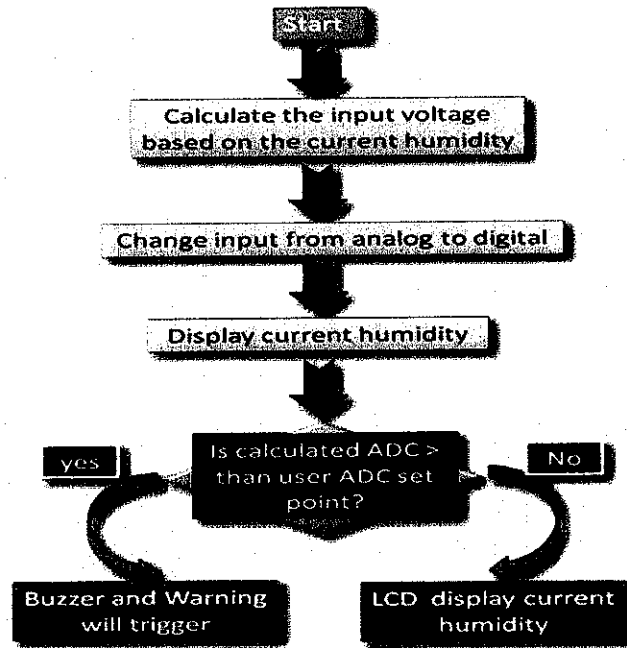 Start
Calculate the input voltage
based on the current humidity
Change input from analog to digital
Display current humidity
Is calculated ADC >
than user ADC set
point?
yes
No
Buzzer and Warning
will trigger
LCD display current
humidity